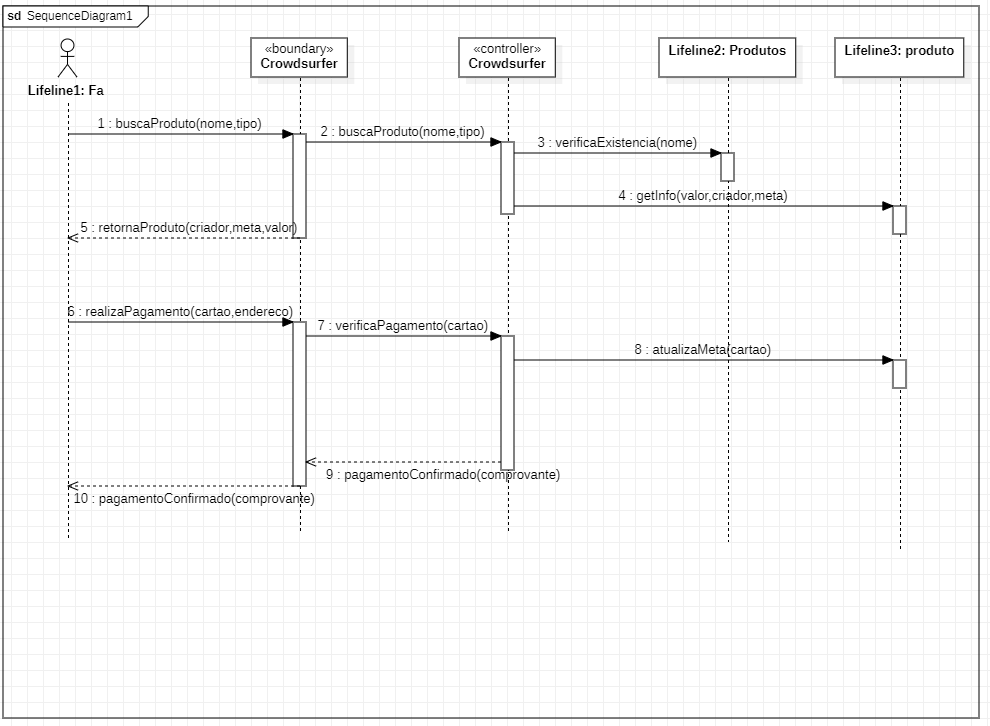 sd SequenceDiagram1
Lifeline1: Fa
«boundary»
Crowdsurfer
«controller»
Crowdsurfer
Lifeline2: Produtos
Lifeline3: produto
1 : buscaProduto(nome,tipo)
2 : buscaProduto(nome,tipo)
3 : verificaExistencia(nome)
4 : getInfo(valor,criador,meta)
5 : retornaProduto(criador,meta,valor)
6 : realizaPagamento(cartao,endereco)
7 : verificaPagamento(cartao)
8 : atualizaMeta(cartao)
9 : pagamentoConfirmado(comprovante)
10 : pagamentoConfirmado(comprovante)